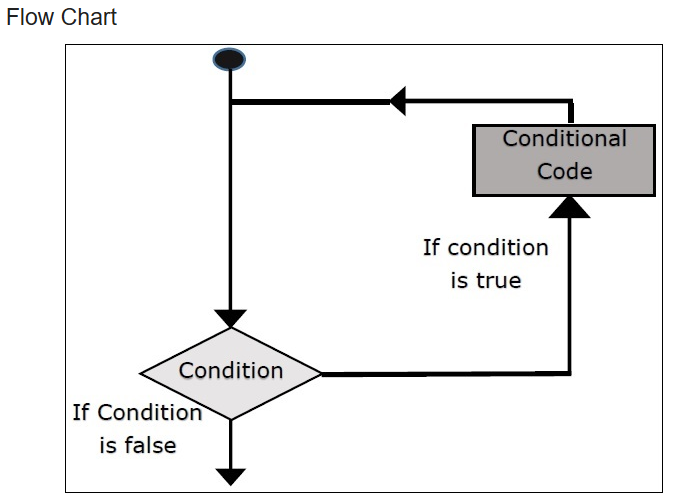 Flow Chart
Conditional
Code
If condition
is true
Condition
If Condition
is false